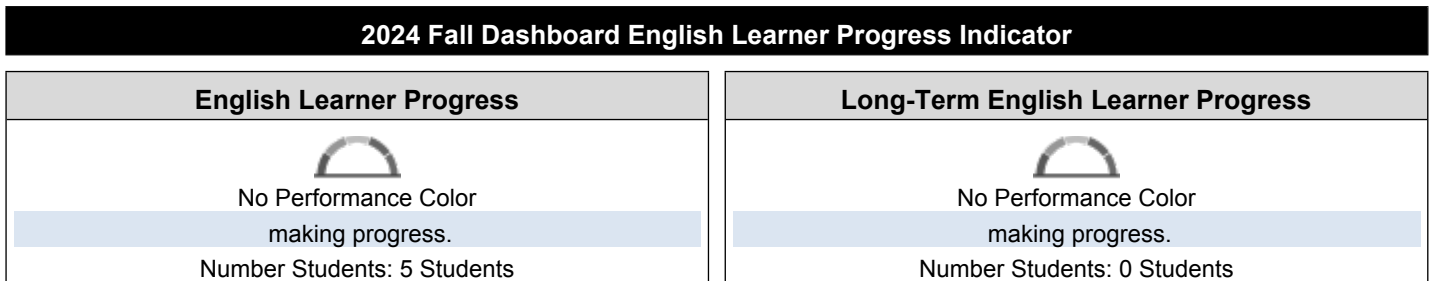 2024 Fall Dashboard English Learner Progress Indicator
English Learner Progress
No Performance Color
making progress.
Number Students: 5 Students
Long-Term English Learner Progress
No Performance Color
making progress.
Number Students: 0 Students